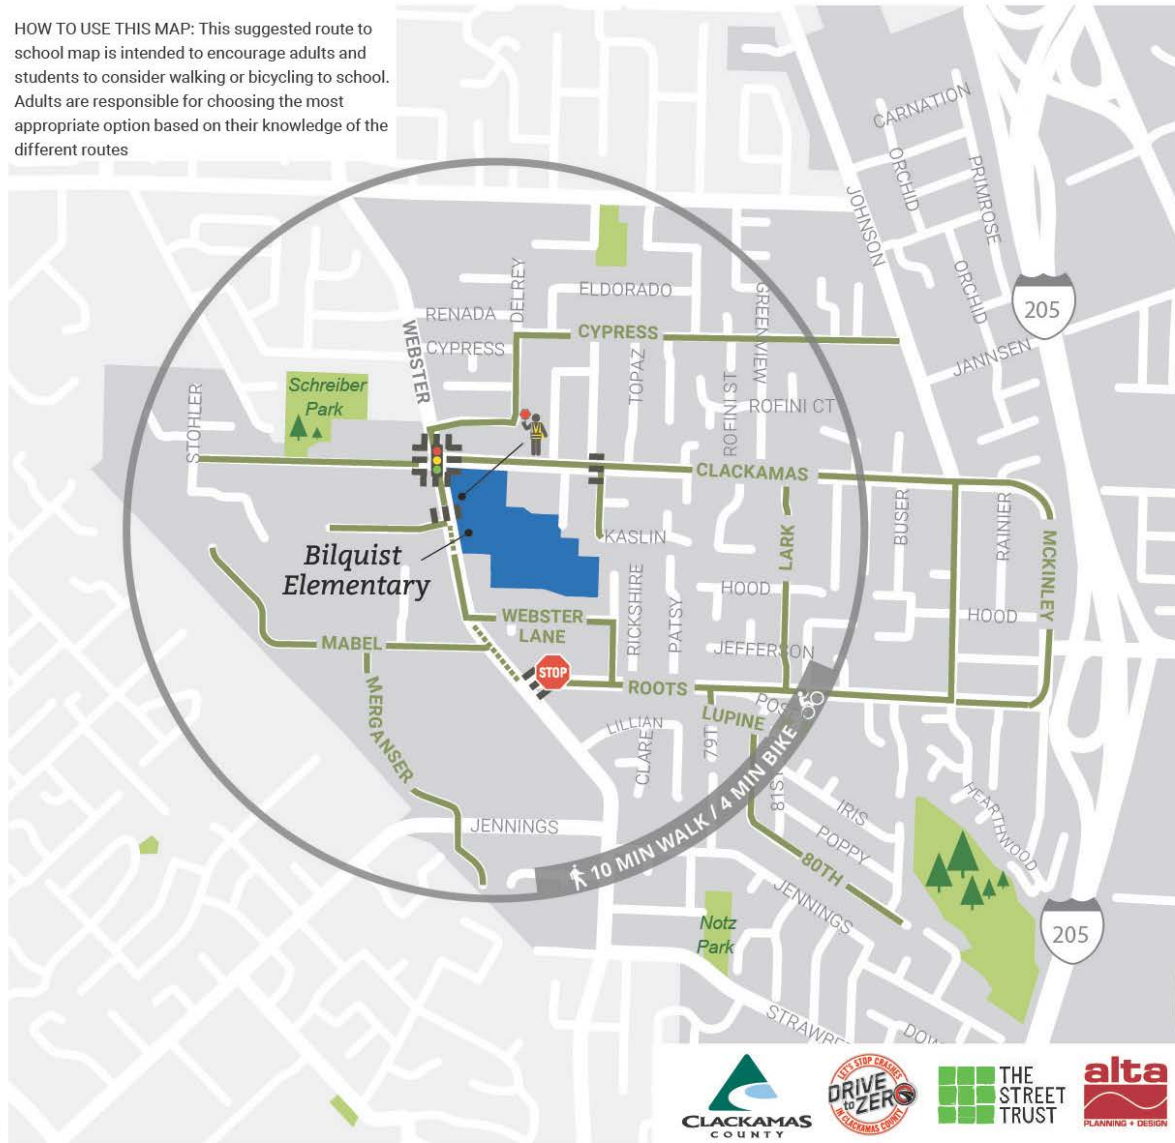 HOW TO USE THIS MAP: This suggested route to
school map is intended to encourage adults and
students to consider walking or bicycling to school.
Adults are responsible for choosing the most
appropriate option based on their knowledge of the
different routes
CARNATION
ORCHID
PRIMROSE
JOHNSON
ORCHID
205
JANNSEN
ELDORADO
DELREY
RENADA
GREENVIEW
WEBSTER
CYPRESS
CYPRESS
TOPAZ
ROFINI ST
ROFINI CT
Schreiber
Park
STOHLER
CLACKAMAS
KASLIN
LARK
BUSER
RAINIER
MCKINLEY
Bilquist
Elementary
HOOD
HOOD
WEBSTER
LANE
RICKSHIRE
PATSY
JEFFERSON
MABEL
STOP
ROOTS
MERGANSER
LUPINE
LILLIAN
CLARE
79T
81ST
10 MIN WALK / 4 MIN BIKE
IRIS
POPPY
80TH
HEARTHWOOD
JENNINGS
JENNINGS
Notz
Park
205
STRAWBE
DOW
CLACKAMAS
COUNTY
LET'S STOP CRASHES
DRIVE
to ZERO
IN CLACKAMAS COUNTY
THE
STREET
TRUST
alta
PLANNING + DESIGN